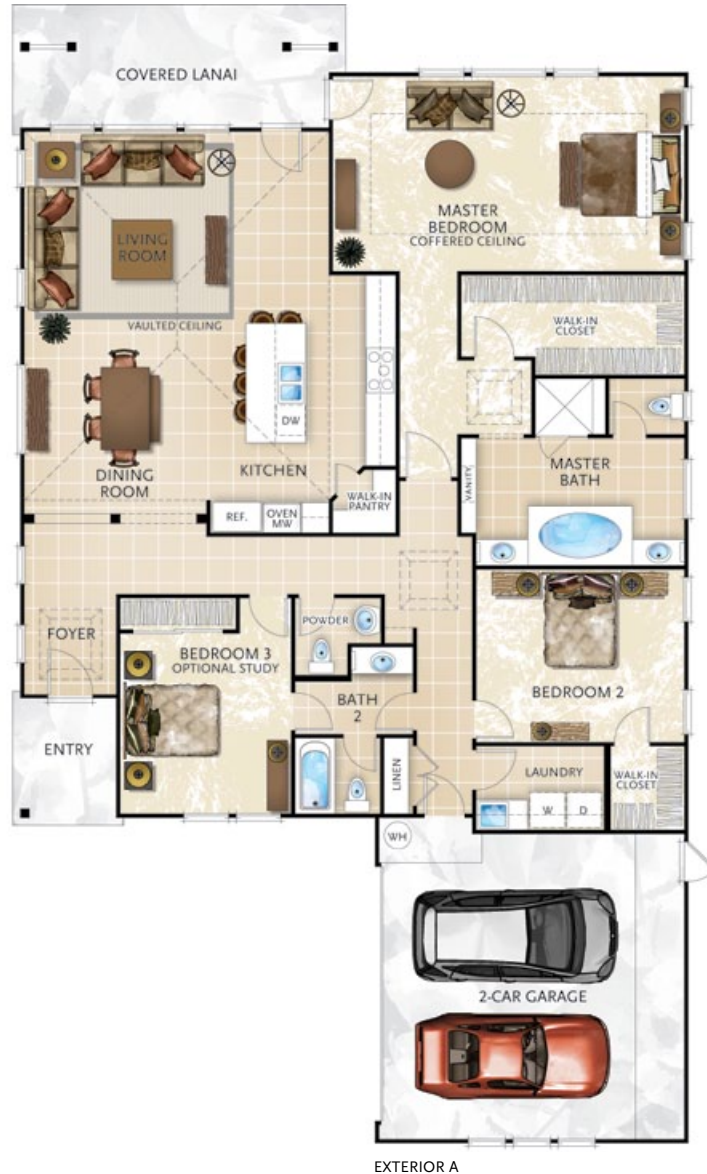 COVERED LANAI
MASTER
BEDROOM
COFFERED CEILING
LIVING
ROOM
VAULTED CEILING
WALK-IN
CLOSET
DW
DINING
ROOM
KITCHEN
WALK-IN
PANTRY
VANITY
MASTER
BATH
REF.
OVEN
MW
FOYER
POWDER
BEDROOM 3
OPTIONAL STUDY
BATH
2
BEDROOM 2
ENTRY
LINEN
LAUNDRY
W
D
WALK-IN
CLOSET
WH
2-CAR GARAGE
EXTERIOR A